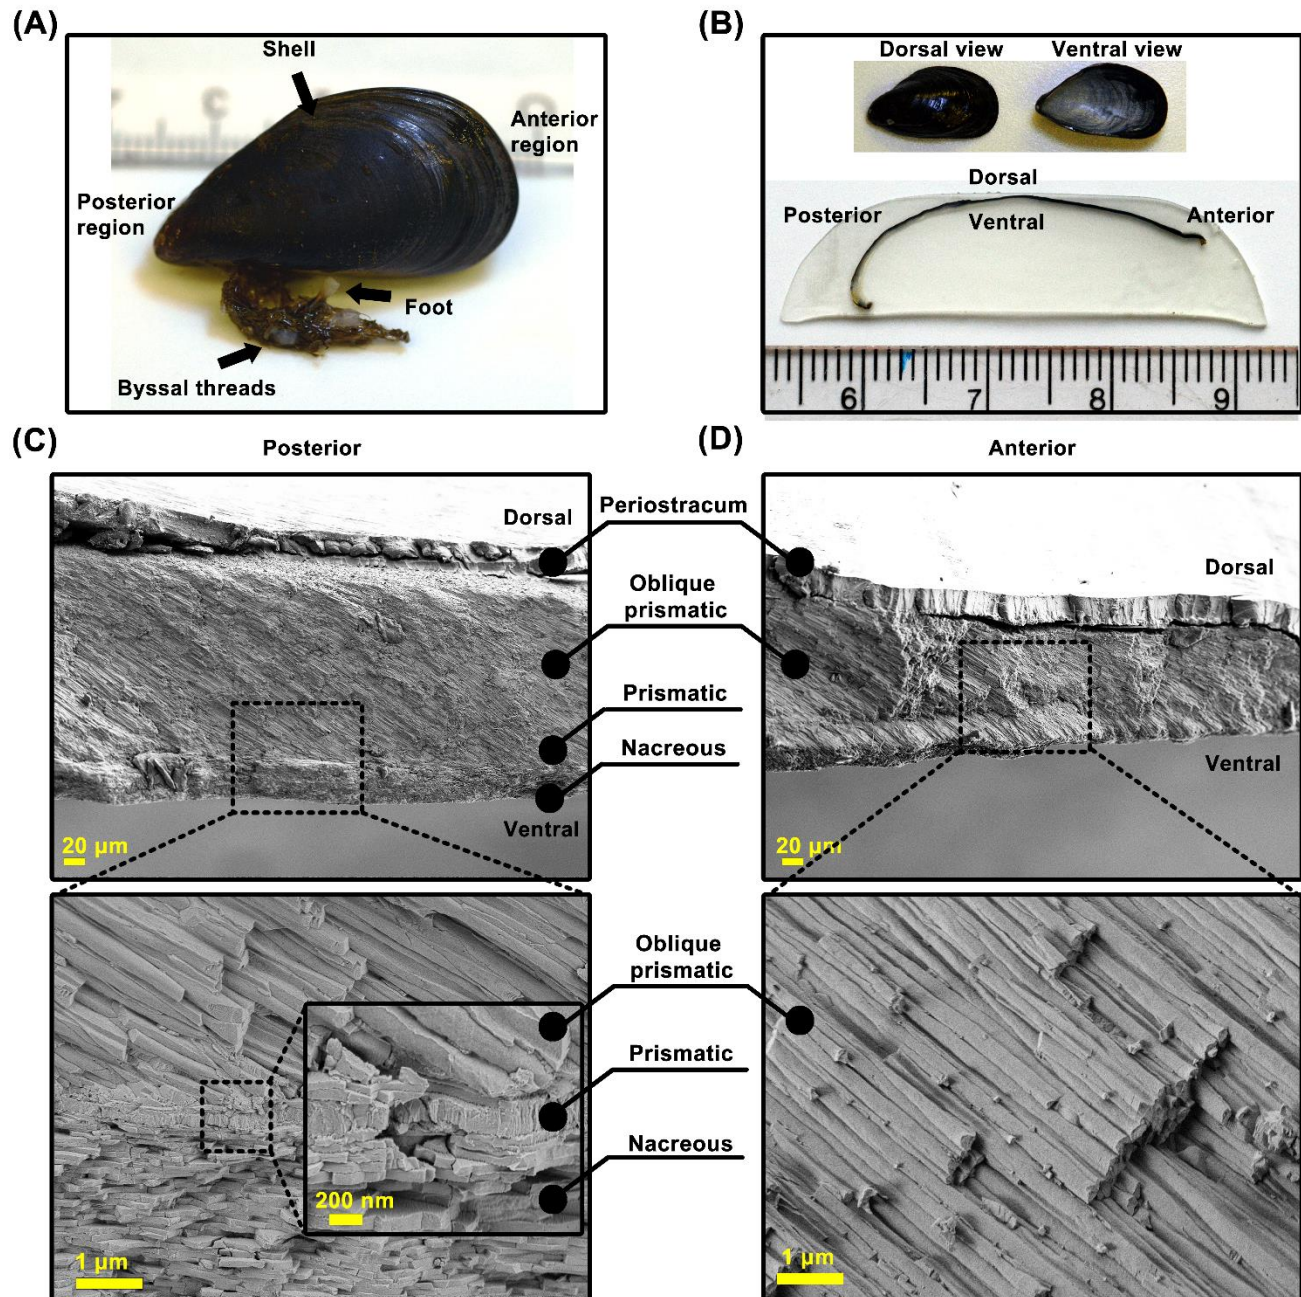 (A)
Shell
Anterior
region
Posterior
region
Foot
Byssal threads
(B)
Dorsal view
Ventral view
Dorsal
Posterior
Ventral
Anterior
6
7
8
9
(C)
Posterior
Dorsal
Ventral
20 µm
Periostracum
Oblique
prismatic
Prismatic
Nacreous
(D)
Anterior
Dorsal
Ventral
20 µm
Oblique
prismatic
Prismatic
Nacreous
200 nm
1 µm
1 µm